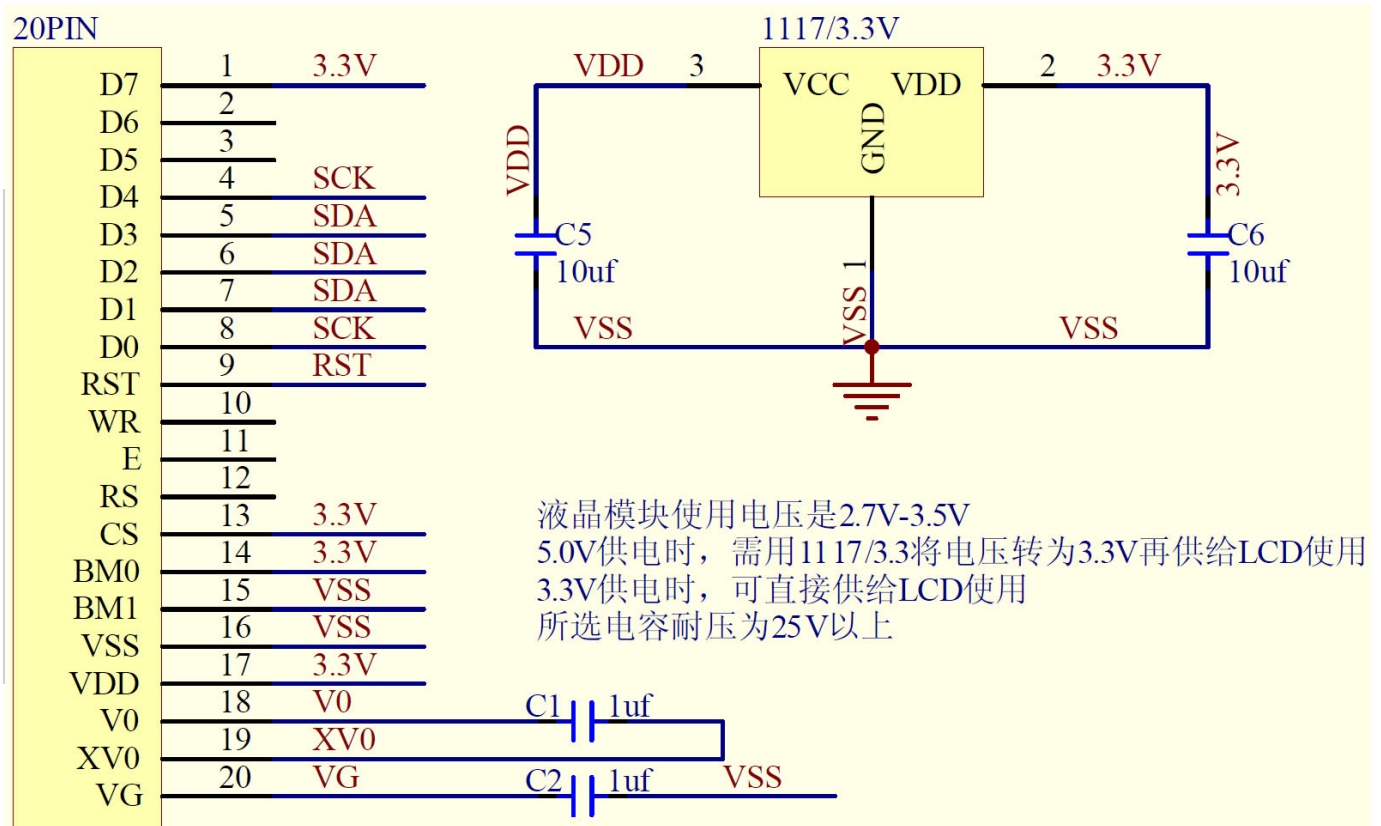 20PIN
D7 1 3.3V
D6 2
D5 3
D4 4 SCK
D3 5 SDA
D2 6 SDA
D1 7 SDA
D0 8 SCK
RST 9 RST
WR 10
E 11
RS 12
CS 13 3.3V
BM0 14 3.3V
BM1 15 VSS
VSS 16 VSS
VDD 17 3.3V
V0 18 V0 C1 1uf
XV0 19 XV0
VG 20 VG C2 1uf VSS
1117/3.3V
VDD 3 VCC VDD 2 3.3V
GND
VDD
3.3V
C5
10uf
C6
10uf
1
VSS
VSS
VSS
液晶模块使用电压是2.7V-3.5V
5.0V供电时，需用1117/3.3将电压转为3.3V再供给LCD使用
3.3V供电时，可直接供给LCD使用
所选电容耐压为25V以上